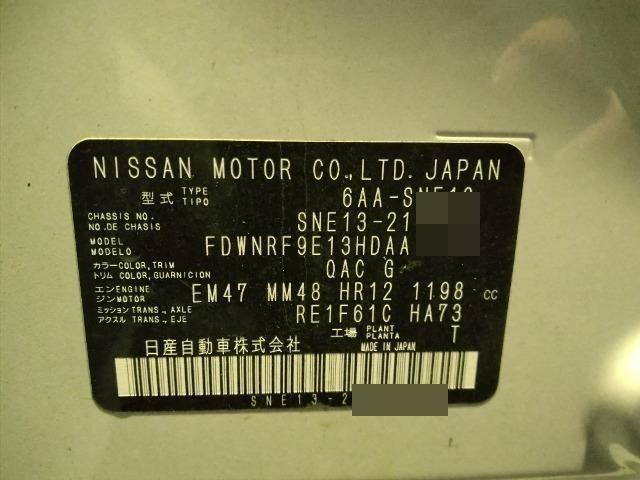 NISSAN MOTOR CO.,LTD. JAPAN
型式 TYPE TIPO 6AA-SNE13
CHASSIS NO. NO.DE CHASIS SNE13-21
MODEL MODELO FDWNRF9E13HDAA
カラー COLOR,TRIM トリム COLOR,GUARNICION QAC G
エンジン ENGINE MOTOR EM47 MM48 HR12 1198 cc
ミッション TRANS., AXLE アクスル TRANS., EJE RE1F61C HA73
工場 PLANT PLANTA T
日産自動車株式会社 MADE IN JAPAN
SNE13-2